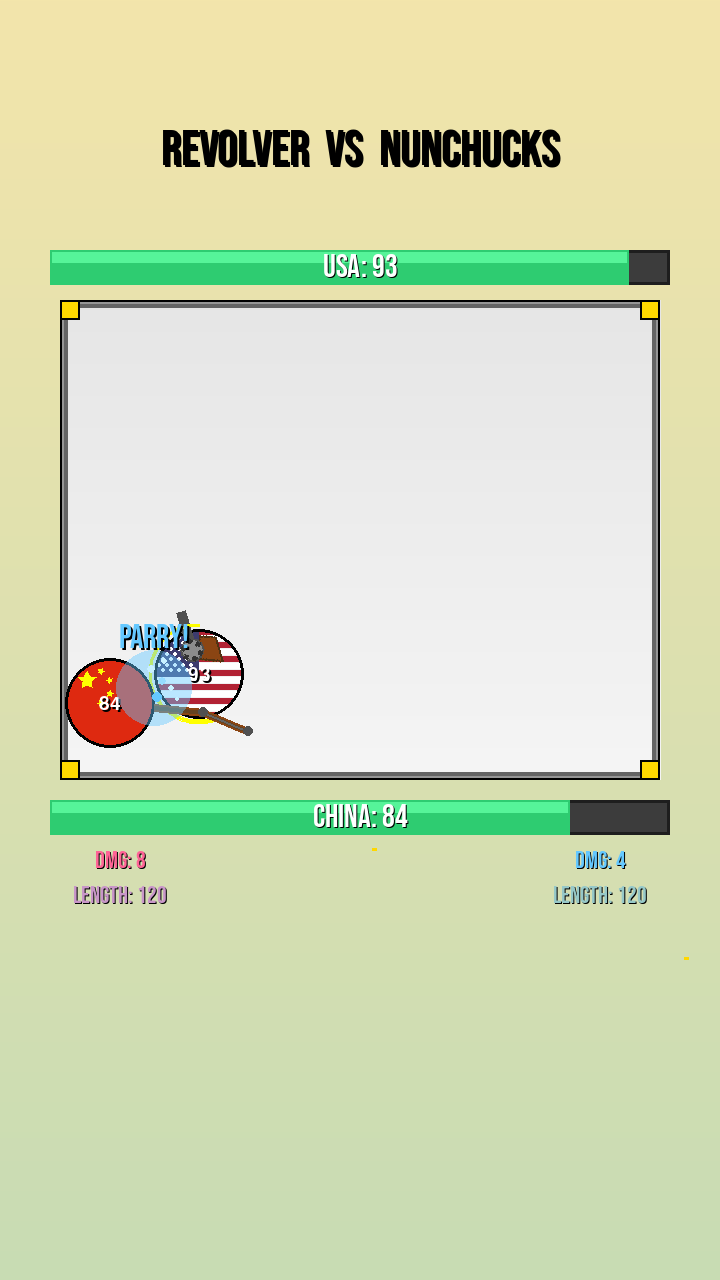 REVOLVER VS NUNCHUCKS
USA: 93
PARRY!
93
84
CHINA: 84
DMG: 8
DMG: 4
LENGTH: 120
LENGTH: 120